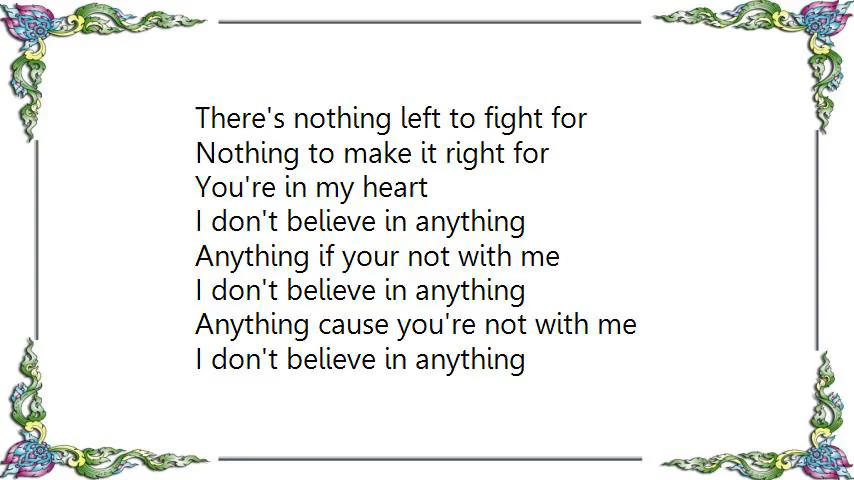 There's nothing left to fight for
Nothing to make it right for
You're in my heart
I don't believe in anything
Anything if your not with me
I don't believe in anything
Anything cause you're not with me
I don't believe in anything